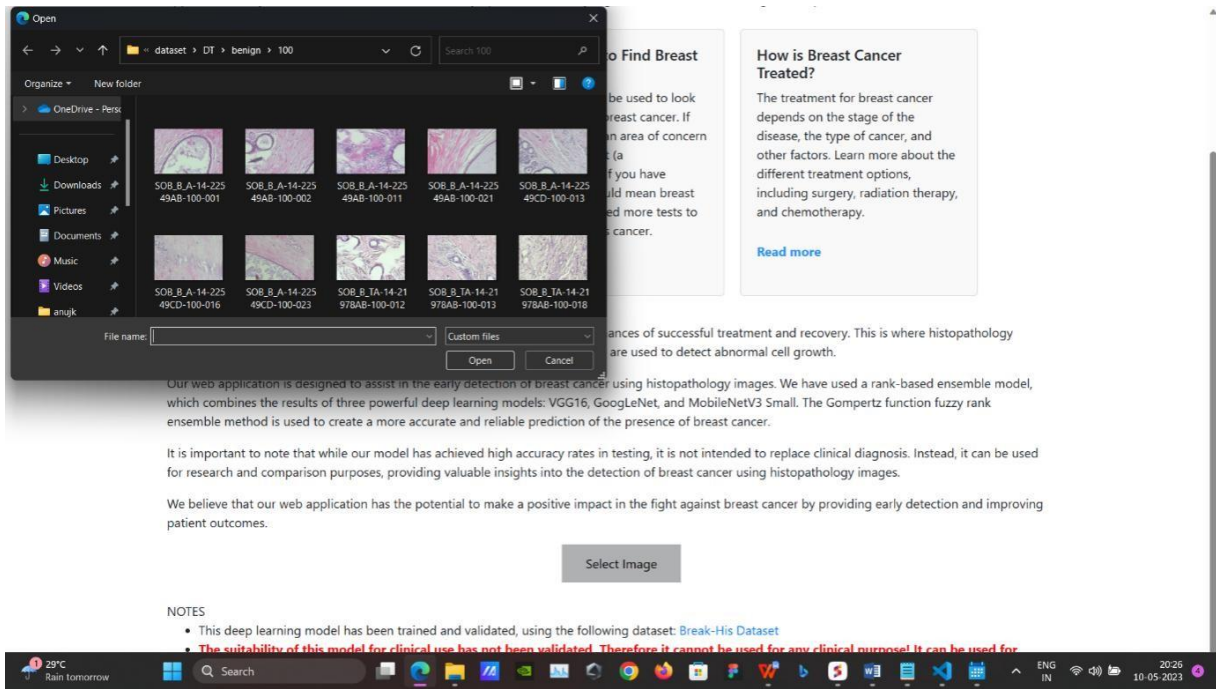 Open
« dataset › DT › benign › 100
Search 100
Organize
New folder
OneDrive - Perso
Desktop
Downloads
Pictures
Documents
Music
Videos
anujk
SOB_B_A-14-225
49AB-100-001
SOB_B_A-14-225
49AB-100-002
SOB_B_A-14-225
49AB-100-011
SOB_B_A-14-225
49AB-100-021
SOB_B_A-14-225
49CD-100-013
SOB_B_A-14-225
49CD-100-016
SOB_B_A-14-225
49CD-100-023
SOB_B_TA-14-21
978AB-100-012
SOB_B_TA-14-21
978AB-100-013
SOB_B_TA-14-21
978AB-100-018
File name:
Custom files
Open
Cancel
o Find Breast
be used to look
reast cancer. If
n area of concern
t (a
f you have
uld mean breast
ed more tests to
s cancer.
How is Breast Cancer
Treated?
The treatment for breast cancer
depends on the stage of the
disease, the type of cancer, and
other factors. Learn more about the
different treatment options,
including surgery, radiation therapy,
and chemotherapy.
Read more
ances of successful treatment and recovery. This is where histopathology
are used to detect abnormal cell growth.
Our web application is designed to assist in the early detection of breast cancer using histopathology images. We have used a rank-based ensemble model,
which combines the results of three powerful deep learning models: VGG16, GoogLeNet, and MobileNetV3 Small. The Gompertz function fuzzy rank
ensemble method is used to create a more accurate and reliable prediction of the presence of breast cancer.
It is important to note that while our model has achieved high accuracy rates in testing, it is not intended to replace clinical diagnosis. Instead, it can be used
for research and comparison purposes, providing valuable insights into the detection of breast cancer using histopathology images.
We believe that our web application has the potential to make a positive impact in the fight against breast cancer by providing early detection and improving
patient outcomes.
Select Image
NOTES
• This deep learning model has been trained and validated, using the following dataset: Break-His Dataset
• The suitability of this model for clinical use has not been validated. Therefore it cannot be used for any clinical purpose! It can be used for
1
29°C
Rain tomorrow
Search
ENG
IN
20:26
10-05-2023
4